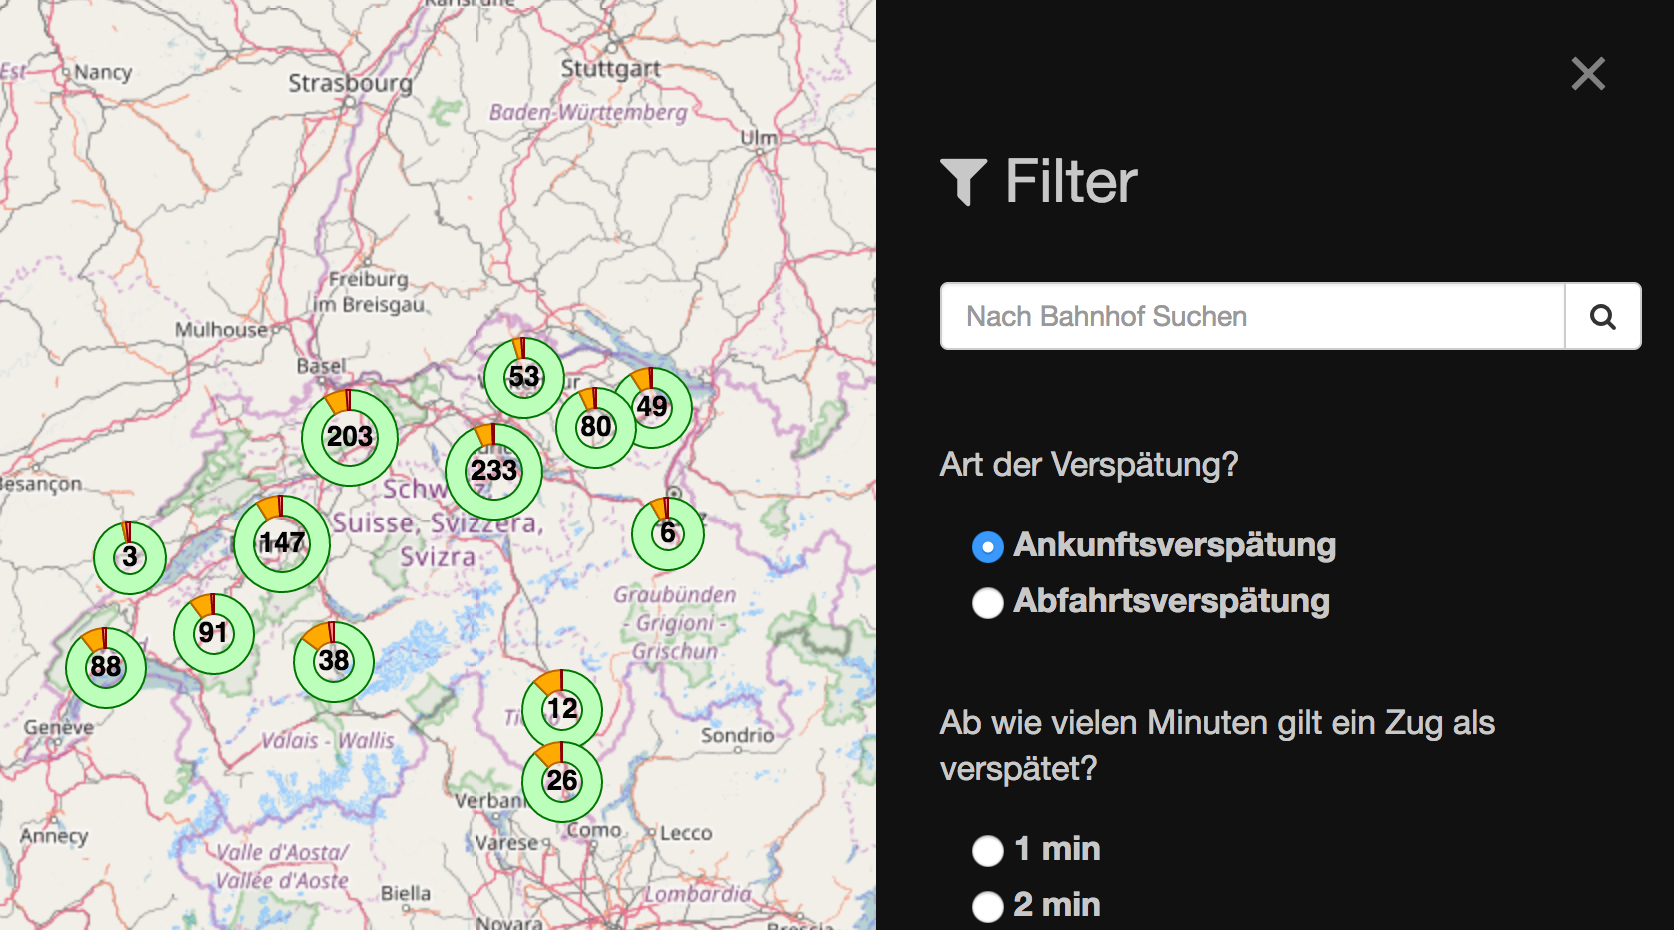 Karlsruhe
Est
Nancy
Strasbourg
Stuttgart
Baden-Württemberg
Ulm
Freiburg
im Breisgau
Mulhouse
Basel
53
49
80
203
233
Besançon
Schw
Suisse, Svizzera,
Svizra
147
3
6
Graubünden
- Grigioni -
Grischun
91
88
38
12
Genève
Valais - Wallis
Sondrio
26
Verban
Como
Lecco
Varese
Annecy
Valle d'Aosta/
Vallée d'Aoste
Biella
Lombardia
Novara
Brescia
Filter
Nach Bahnhof Suchen
Art der Verspätung?
Ankunftsverspätung
Abfahrtsverspätung
Ab wie vielen Minuten gilt ein Zug als
verspätet?
1 min
2 min